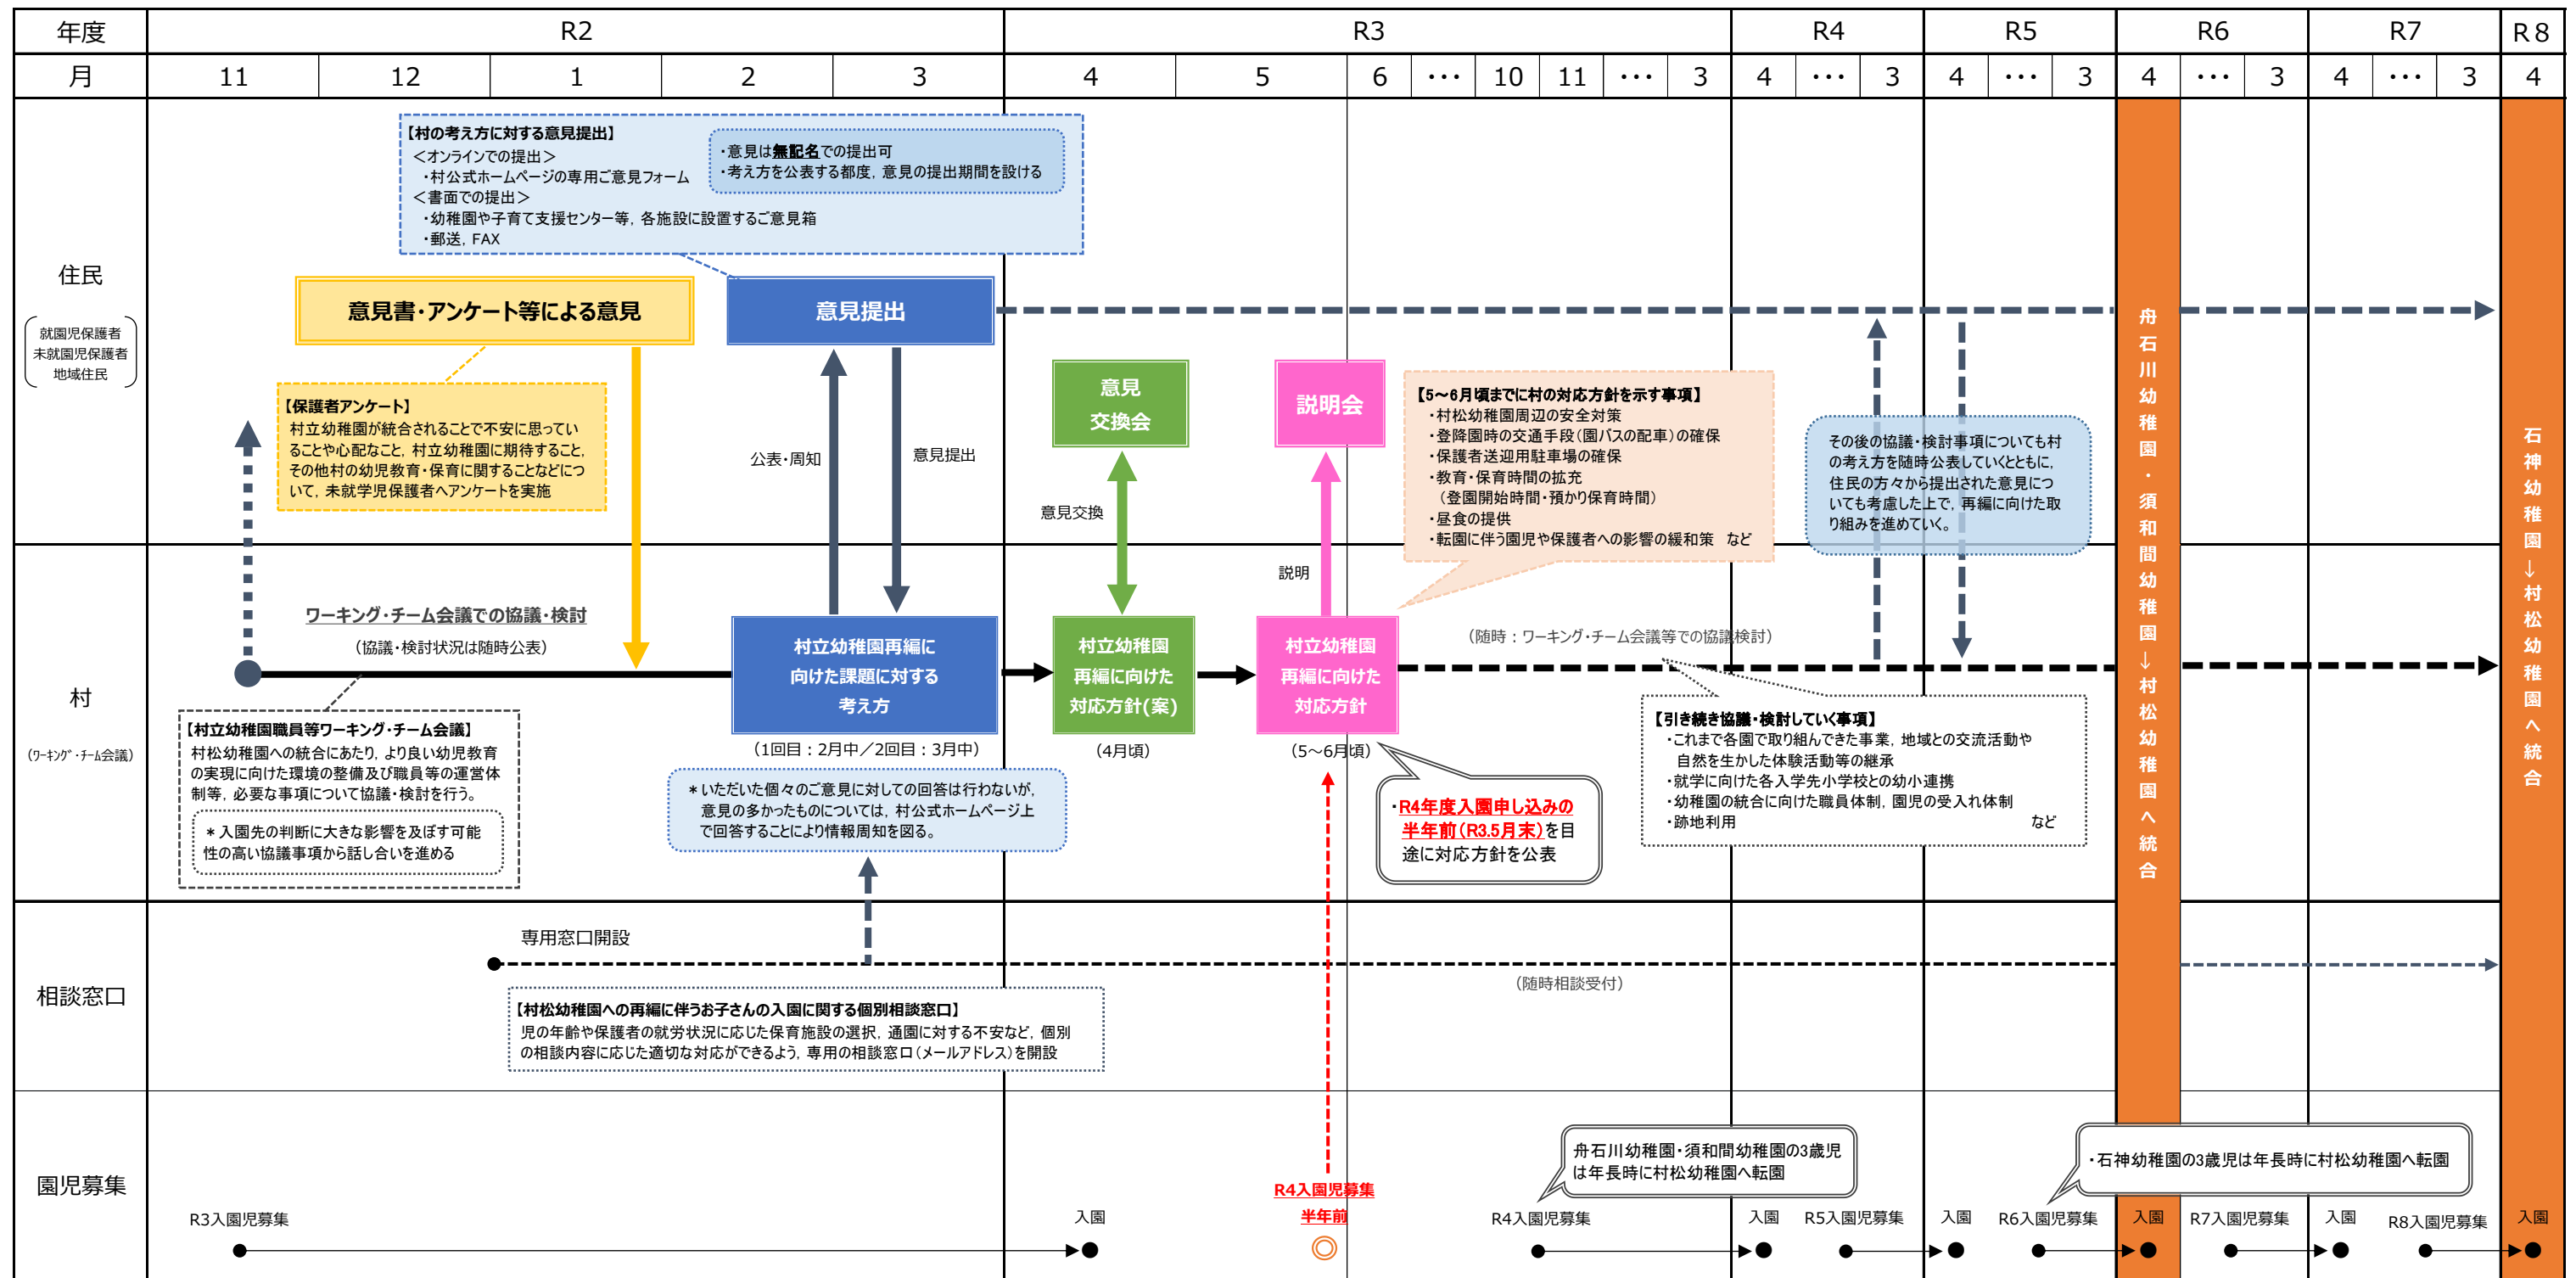 年度
R2
R3
R4
R5
R6
R7
R８
月
11
12
1
2
3
4
5
6
･･･
10
11
･･･
3
4
･･･
3
4
･･･
3
4
･･･
3
4
･･･
3
4
住民
就園児保護者
未就園児保護者
地域住民
【村の考え方に対する意見提出】
＜オンラインでの提出＞
・村公式ホームページの専用ご意見フォーム
＜書面での提出＞
・幼稚園や子育て支援センター等，各施設に設置するご意見箱
・郵送，FAX
・意見は無記名での提出可
・考え方を公表する都度，意見の提出期間を設ける
意見書・アンケート等による意見
意見提出
【保護者アンケート】
村立幼稚園が統合されることで不安に思ってい
ることや心配なこと，村立幼稚園に期待すること，
その他村の幼児教育・保育に関することなどにつ
いて，未就学児保護者へアンケートを実施
公表・周知
意見提出
意見
交換会
意見交換
説明会
説明
【5～6月頃までに村の対応方針を示す事項】
・村松幼稚園周辺の安全対策
・登降園時の交通手段（園バスの配車）の確保
・保護者送迎用駐車場の確保
・教育・保育時間の拡充
（登園開始時間・預かり保育時間）
・昼食の提供
・転園に伴う園児や保護者への影響の緩和策　など
その後の協議・検討事項についても村
の考え方を随時公表していくとともに，
住民の方々から提出された意見につ
いても考慮した上で，再編に向けた取
り組みを進めていく。
舟石川幼稚園・須和間幼稚園→村松幼稚園へ統合
石神幼稚園→村松幼稚園へ統合
村
（ﾜｰｷﾝｸﾞ･ﾁｰﾑ会議）
ワーキング・チーム会議での協議・検討
（協議・検討状況は随時公表）
【村立幼稚園職員等ワーキング・チーム会議】
村松幼稚園への統合にあたり，より良い幼児教育
の実現に向けた環境の整備及び職員等の運営体
制等，必要な事項について協議・検討を行う。
＊入園先の判断に大きな影響を及ぼす可能
性の高い協議事項から話し合いを進める
村立幼稚園再編に
向けた課題に対する
考え方
（1回目：2月中／2回目：3月中）
＊いただいた個々のご意見に対しての回答は行わないが，
意見の多かったものについては，村公式ホームページ上
で回答することにより情報周知を図る。
村立幼稚園
再編に向けた
対応方針(案)
（4月頃）
村立幼稚園
再編に向けた
対応方針
（5～6月頃）
・R4年度入園申し込みの
半年前（R3.5月末）を目
途に対応方針を公表
（随時：ワーキング・チーム会議等での協議検討）
【引き続き協議・検討していく事項】
・これまで各園で取り組んできた事業，地域との交流活動や
自然を生かした体験活動等の継承
・就学に向けた各入学先小学校との幼小連携
・幼稚園の統合に向けた職員体制，園児の受入れ体制
・跡地利用　など
相談窓口
専用窓口開設
（随時相談受付）
【村松幼稚園への再編に伴うお子さんの入園に関する個別相談窓口】
児の年齢や保護者の就労状況に応じた保育施設の選択，通園に対する不安など，個別
の相談内容に応じた適切な対応ができるよう，専用の相談窓口（メールアドレス）を開設
園児募集
R3入園児募集
入園
R4入園児募集
半年前
舟石川幼稚園・須和間幼稚園の3歳児
は年長時に村松幼稚園へ転園
R4入園児募集
入園
R5入園児募集
入園
・石神幼稚園の3歳児は年長時に村松幼稚園へ転園
R6入園児募集
入園
R7入園児募集
入園
R8入園児募集
入園